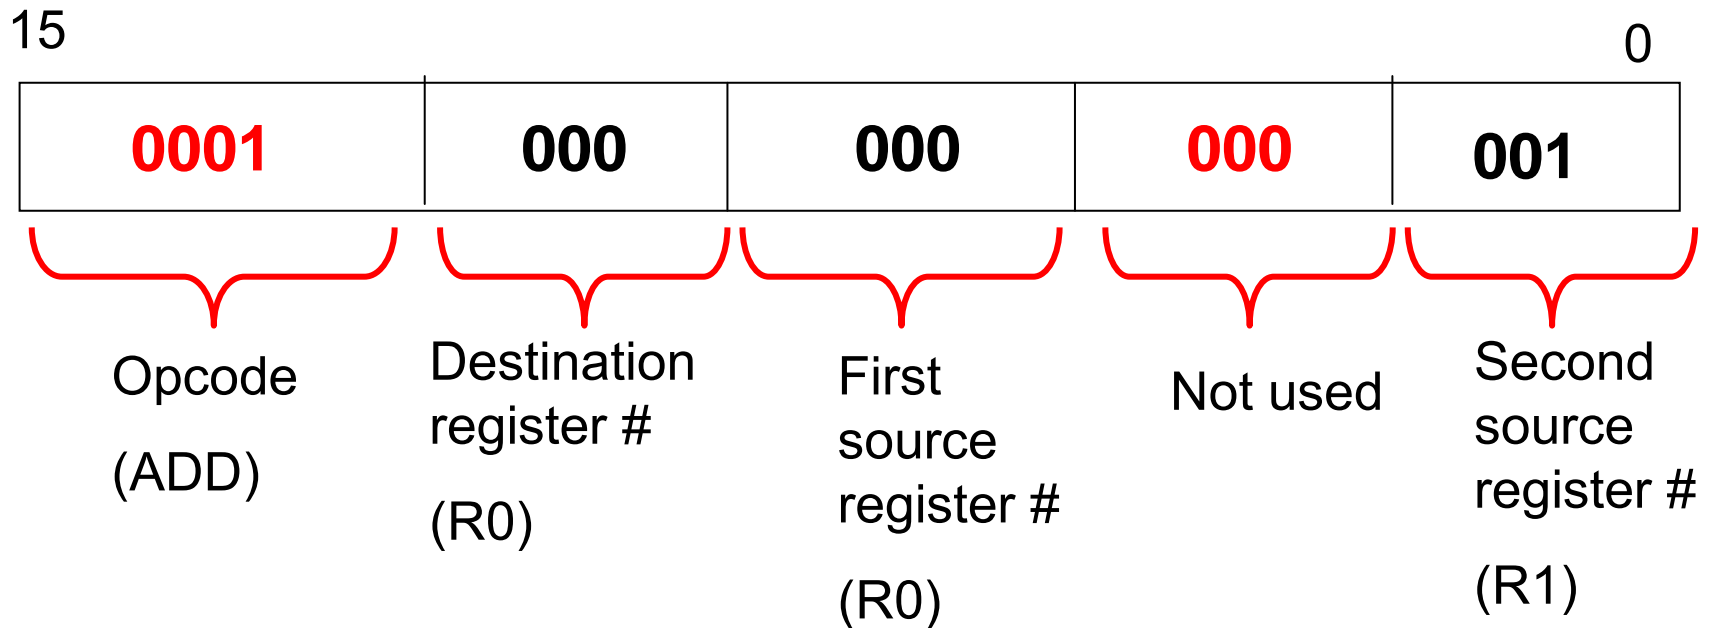 15
0
0001
000
000
000
001
Opcode
(ADD)
Destination
register #
(R0)
First
source
register #
(R0)
Not used
Second
source
register #
(R1)